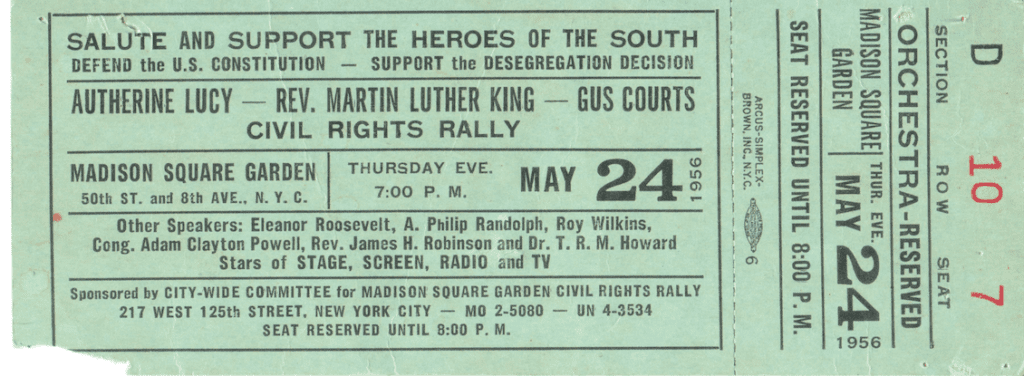 SALUTE AND SUPPORT THE HEROES OF THE SOUTH
DEFEND the U.S. CONSTITUTION — SUPPORT the DESEGREGATION DECISION
AUTHERINE LUCY — REV. MARTIN LUTHER KING — GUS COURTS
CIVIL RIGHTS RALLY
MADISON SQUARE GARDEN
50th ST. and 8th AVE., N. Y. C.
THURSDAY EVE.
7:00 P. M.
MAY 24
1956
Other Speakers: Eleanor Roosevelt, A. Philip Randolph, Roy Wilkins,
Cong. Adam Clayton Powell, Rev. James H. Robinson and Dr. T. R. M. Howard
Stars of STAGE, SCREEN, RADIO and TV
Sponsored by CITY-WIDE COMMITTEE for MADISON SQUARE GARDEN CIVIL RIGHTS RALLY
217 WEST 125th STREET, NEW YORK CITY — MO 2-5080 — UN 4-3534
SEAT RESERVED UNTIL 8:00 P. M.
ARCUS-SIMPLEX-
BROWN, INC., N.Y.C.
6
SECTION ROW SEAT
D 10 7
ORCHESTRA-RESERVED
MADISON SQUARE
GARDEN
THUR. EVE.
MAY 24
1956
SEAT RESERVED UNTIL 8:00 P. M.